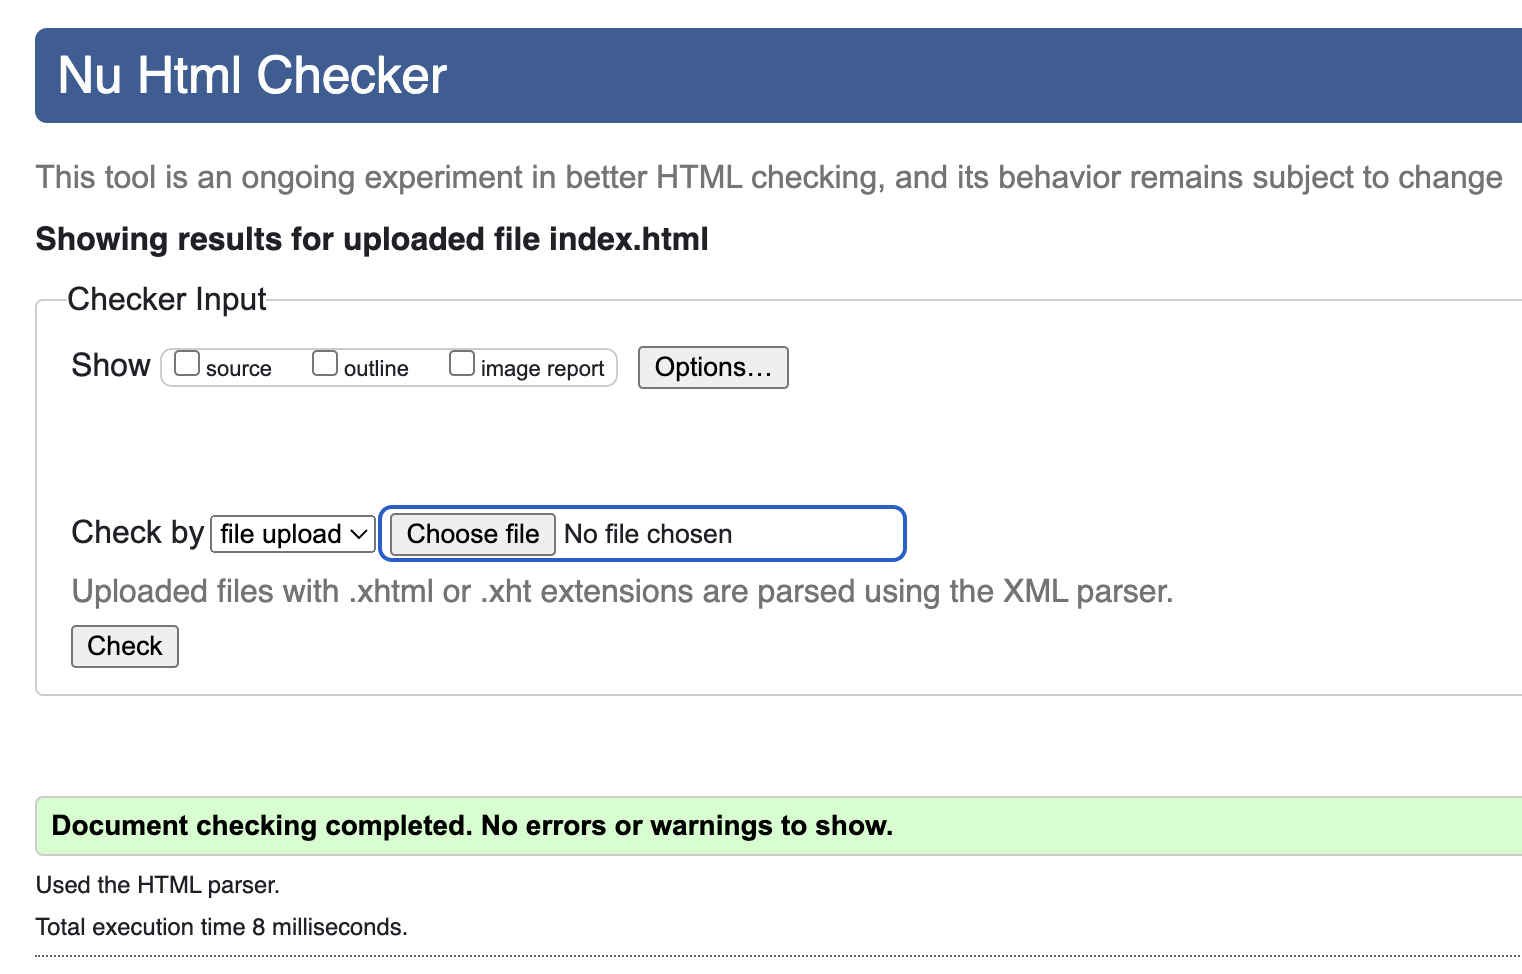 Nu Html Checker
This tool is an ongoing experiment in better HTML checking, and its behavior remains subject to change
Showing results for uploaded file index.html
Checker Input
Show source outline image report Options...
Check by file upload Choose file No file chosen
Uploaded files with .xhtml or .xht extensions are parsed using the XML parser.
Check
Document checking completed. No errors or warnings to show.
Used the HTML parser.
Total execution time 8 milliseconds.